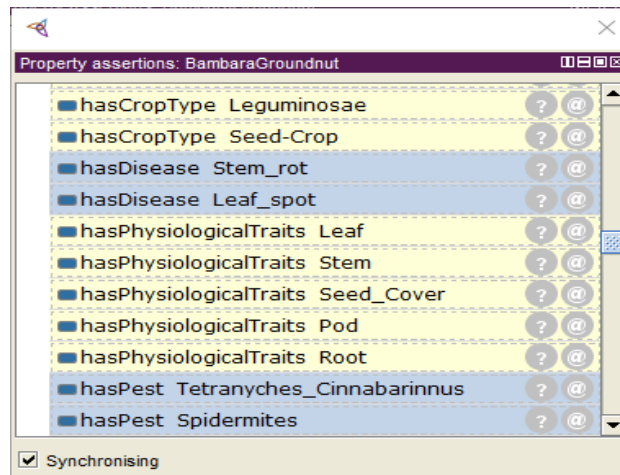 Property assertions: BambaraGroundnut
hasCropType Leguminosae ? @
hasCropType Seed-Crop ? @
hasDisease Stem_rot ? @
hasDisease Leaf_spot ? @
hasPhysiologicalTraits Leaf ? @
hasPhysiologicalTraits Stem ? @
hasPhysiologicalTraits Seed_Cover ? @
hasPhysiologicalTraits Pod ? @
hasPhysiologicalTraits Root ? @
hasPest Tetranyches_Cinnabarinnus ? @
hasPest Spidermites ? @
Synchronising